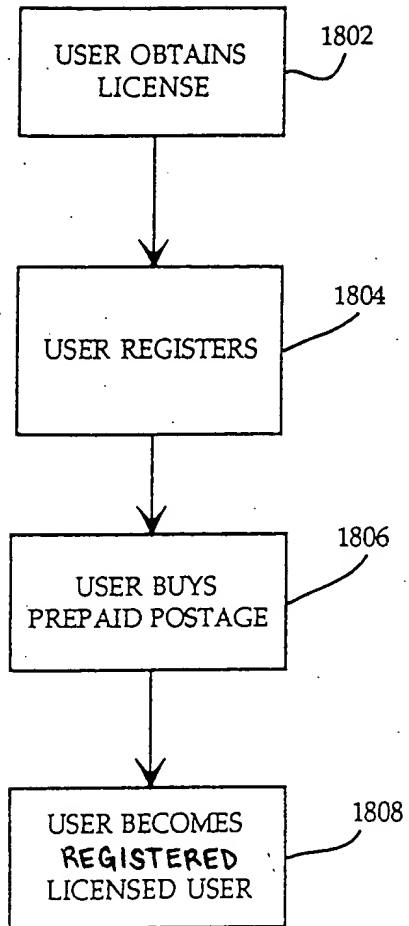 USER OBTAINS
LICENSE
1802
USER REGISTERS
1804
USER BUYS
PREPAID POSTAGE
1806
USER BECOMES
REGISTERED
LICENSED USER
1808